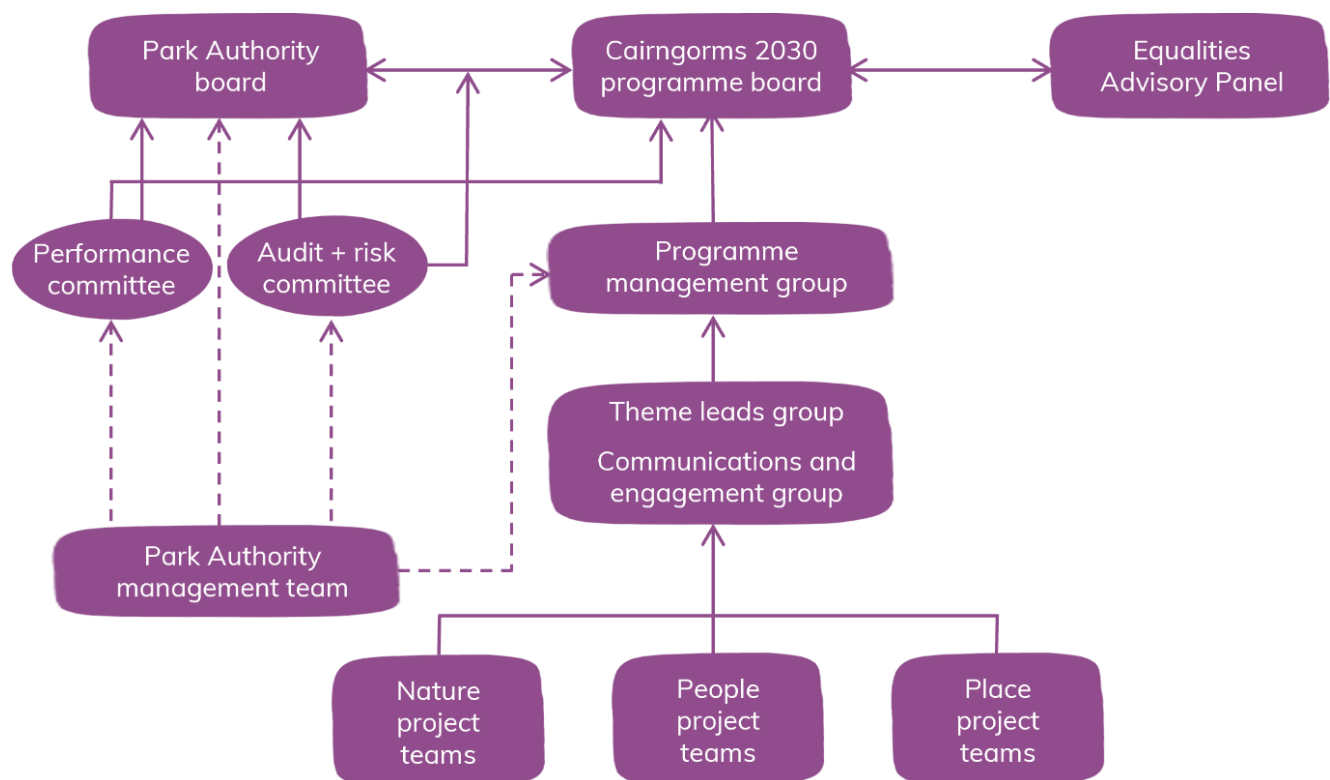 Park Authority
board
Cairngorms 2030
programme board
Equalities
Advisory Panel
Performance
committee
Audit + risk
committee
Programme
management group
Theme leads group
Communications and
engagement group
Park Authority
management team
Nature
project
teams
People
project
teams
Place
project
teams